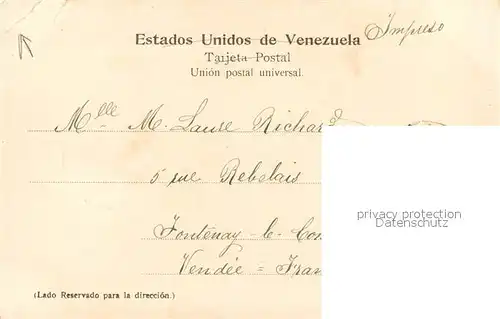 Impreso
Estados Unidos de Venezuela
Tarjeta Postal
Unión postal universal.
Mlle M. Laure Richard
5 rue Rebelais
Fontenay-le-Com
Vendée = Fran
privacy protection
Datenschutz
(Lado Reservado para la dirección.)